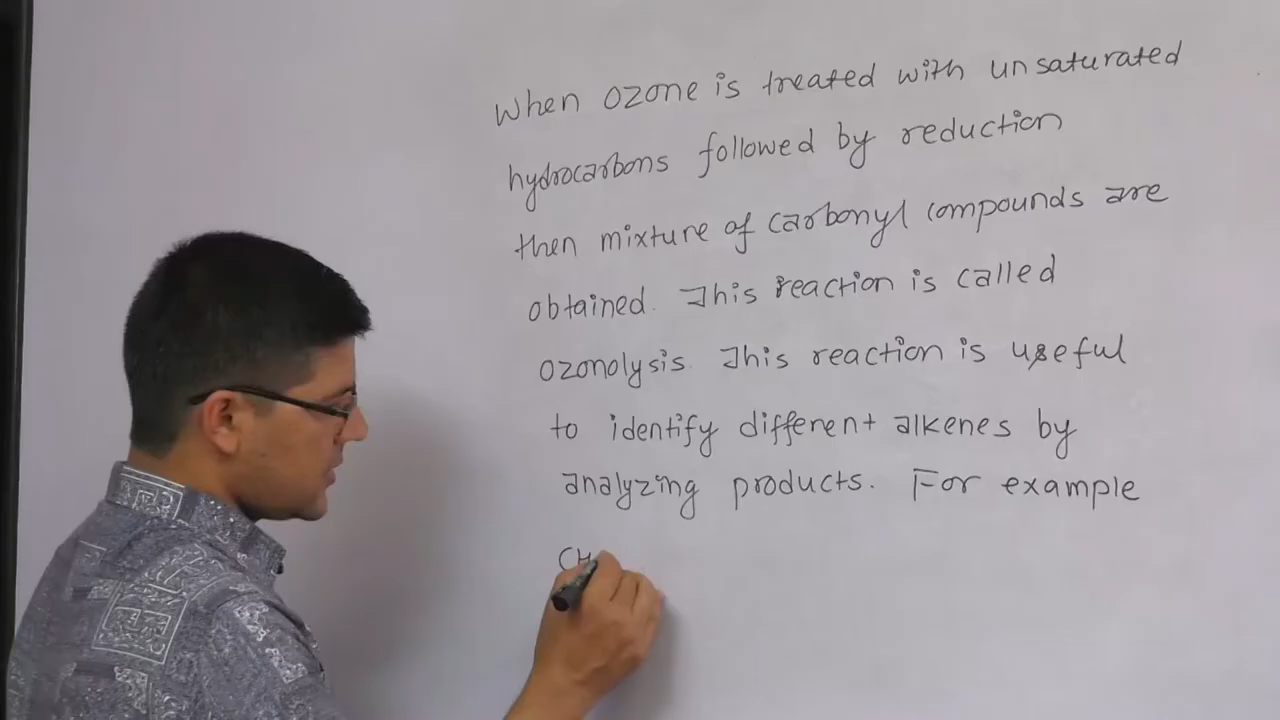 When ozone is treated with unsaturated
hydrocarbons followed by reduction
then mixture of carbonyl compounds are
obtained. This reaction is called
ozonolysis. This reaction is useful
to identify different alkenes by
analyzing products. For example
CH